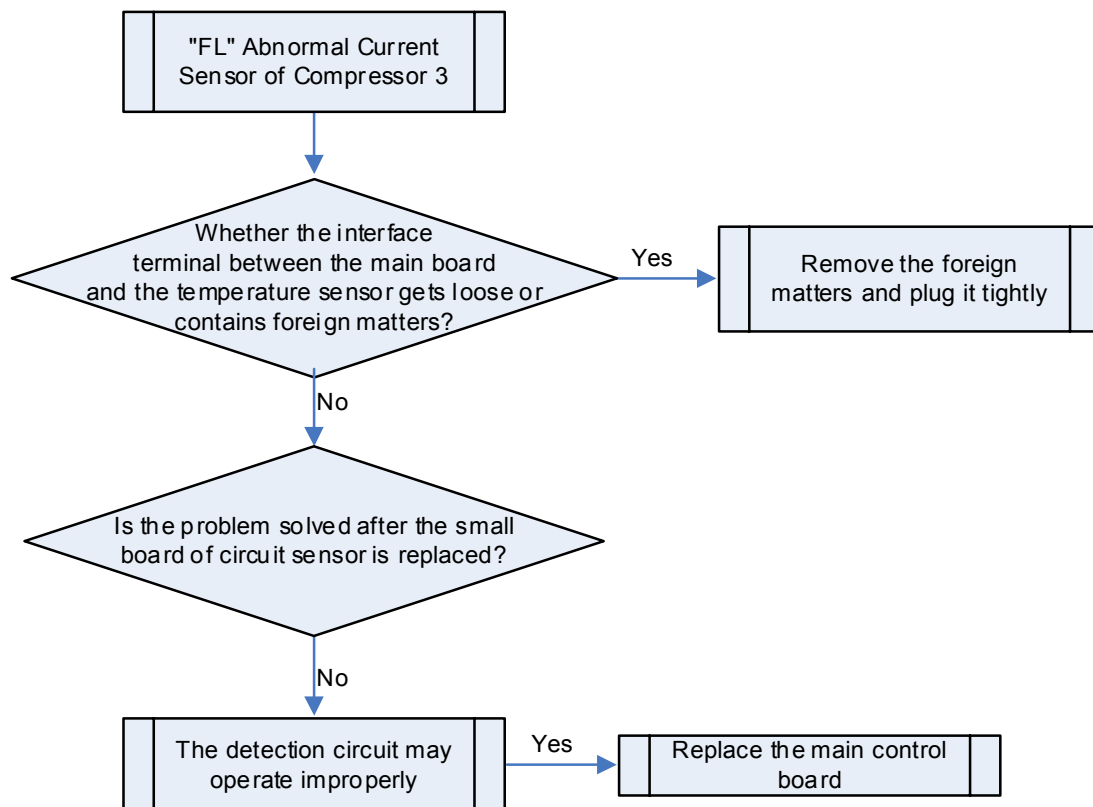 "FL" Abnormal Current
Sensor of Compressor 3
Whether the interface
terminal between the main board
and the temperature sensor gets loose or
contains foreign matters?
Yes
Remove the foreign
matters and plug it tightly
No
Is the problem solved after the small
board of circuit sensor is replaced?
No
The detection circuit may
operate improperly
Yes
Replace the main control
board